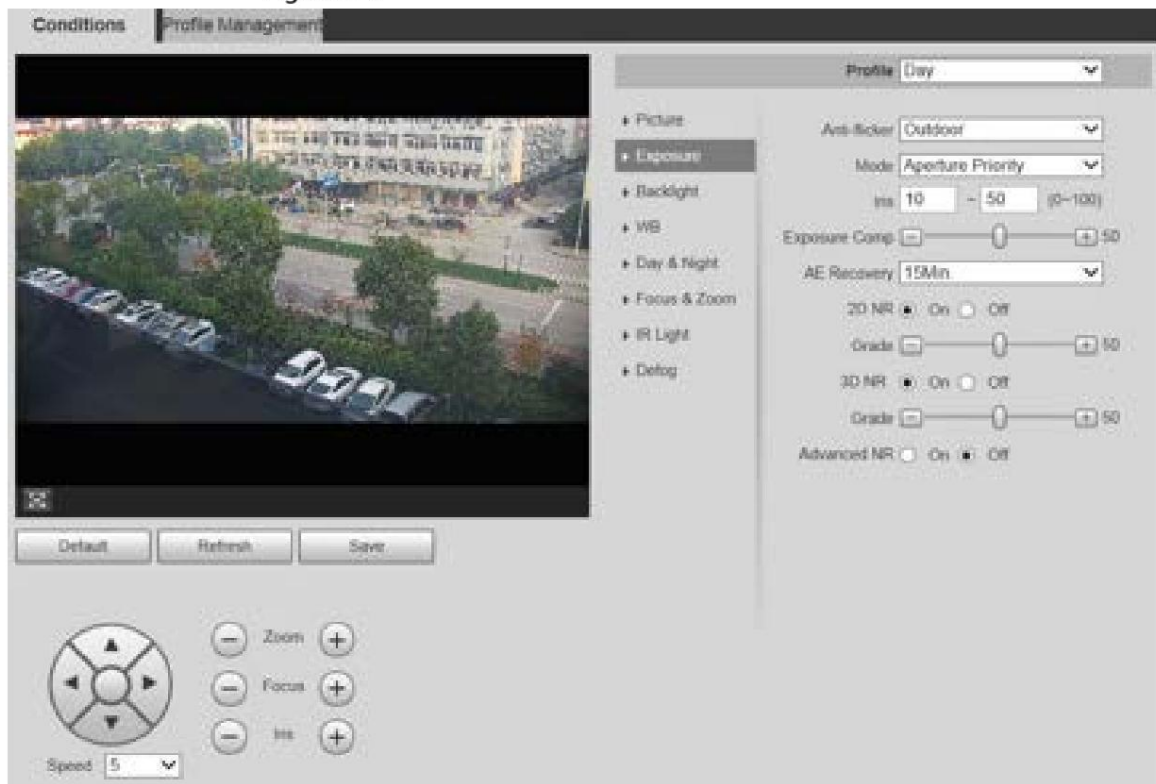 Conditions
Profile Management
Profile Day
Picture
Exposure
Backlight
WB
Day & Night
Focus & Zoom
IR Light
Defog
Anti-flicker Outdoor
Mode Aperture Priority
Iris 10 ~ 50 (0~100)
Exposure Comp 50
AE Recovery 15Min.
2D NR On Off
Grade 50
3D NR On Off
Grade 50
Advanced NR On Off
Default Refresh Save
Zoom
Focus
Iris
Speed 5